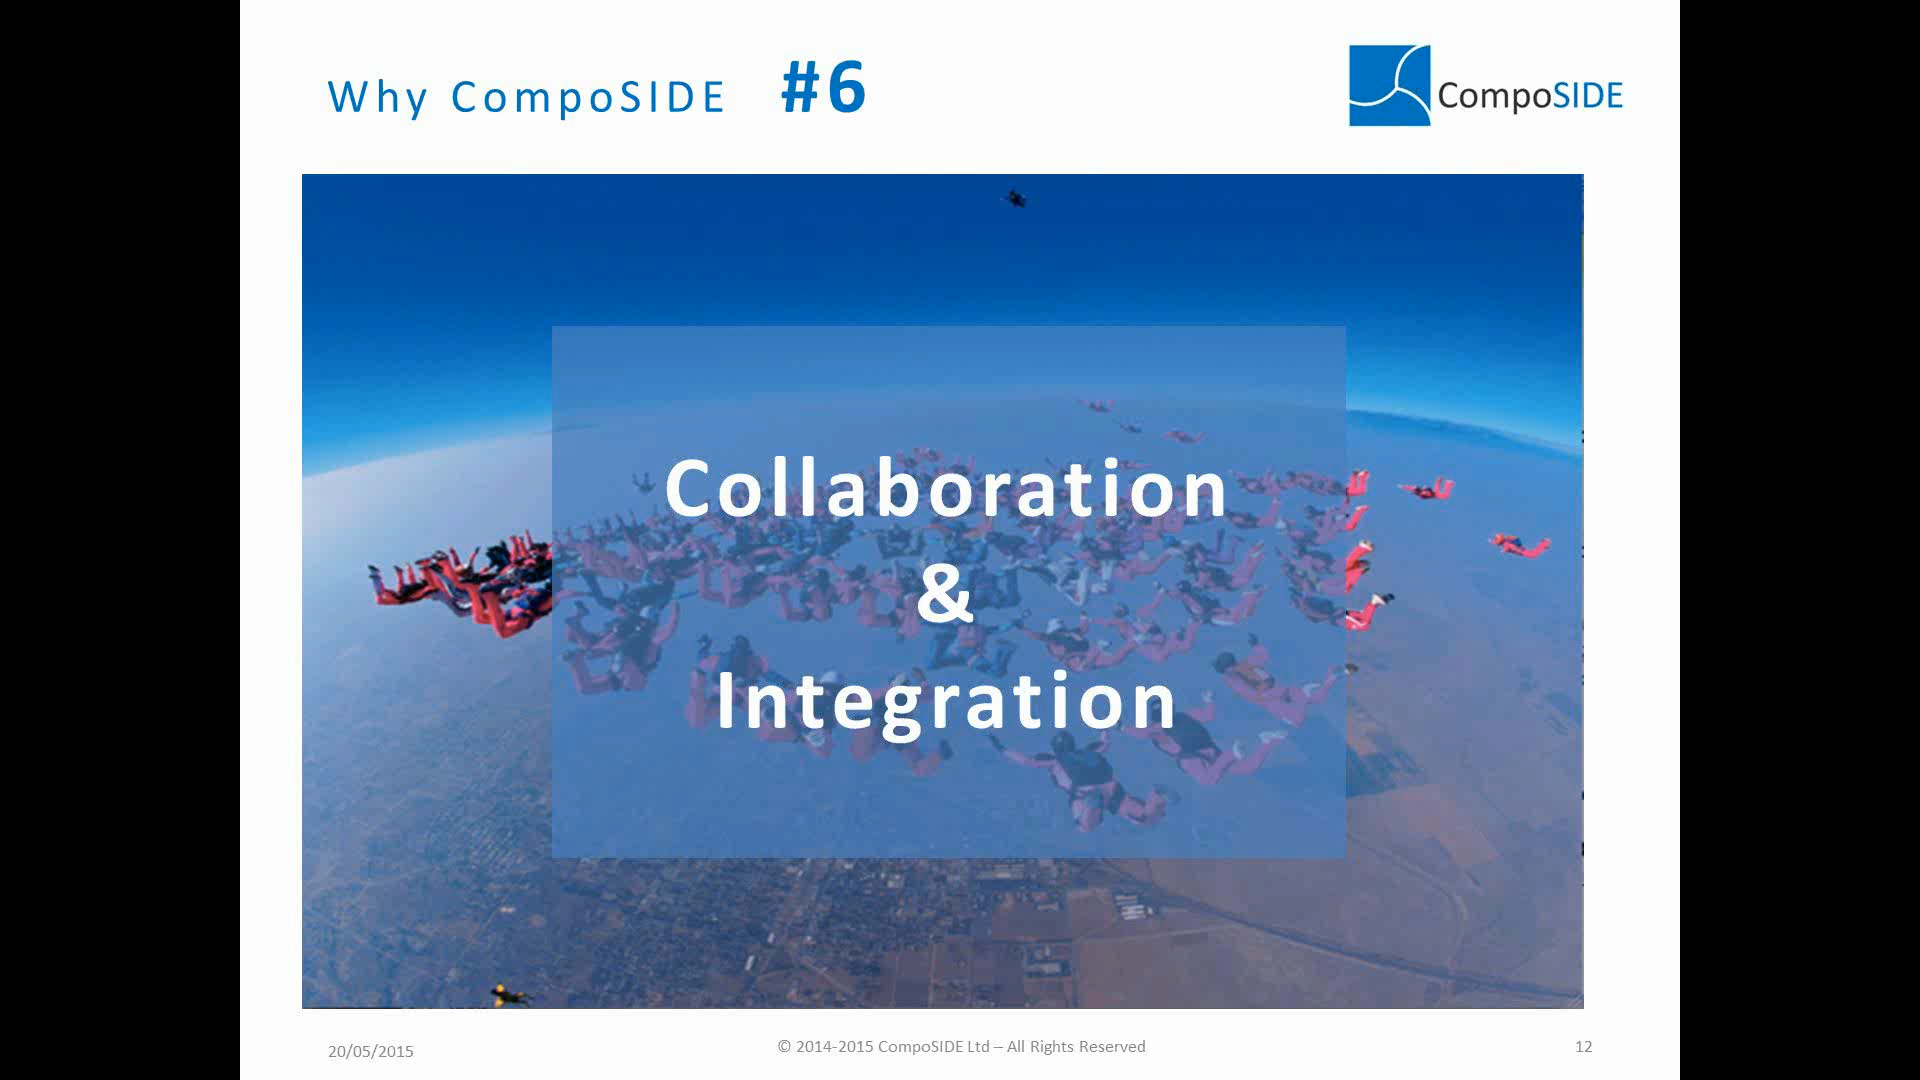 Why CompoSIDE #6
CompoSIDE
Collaboration
&
Integration
20/05/2015
© 2014-2015 CompoSIDE Ltd – All Rights Reserved
12